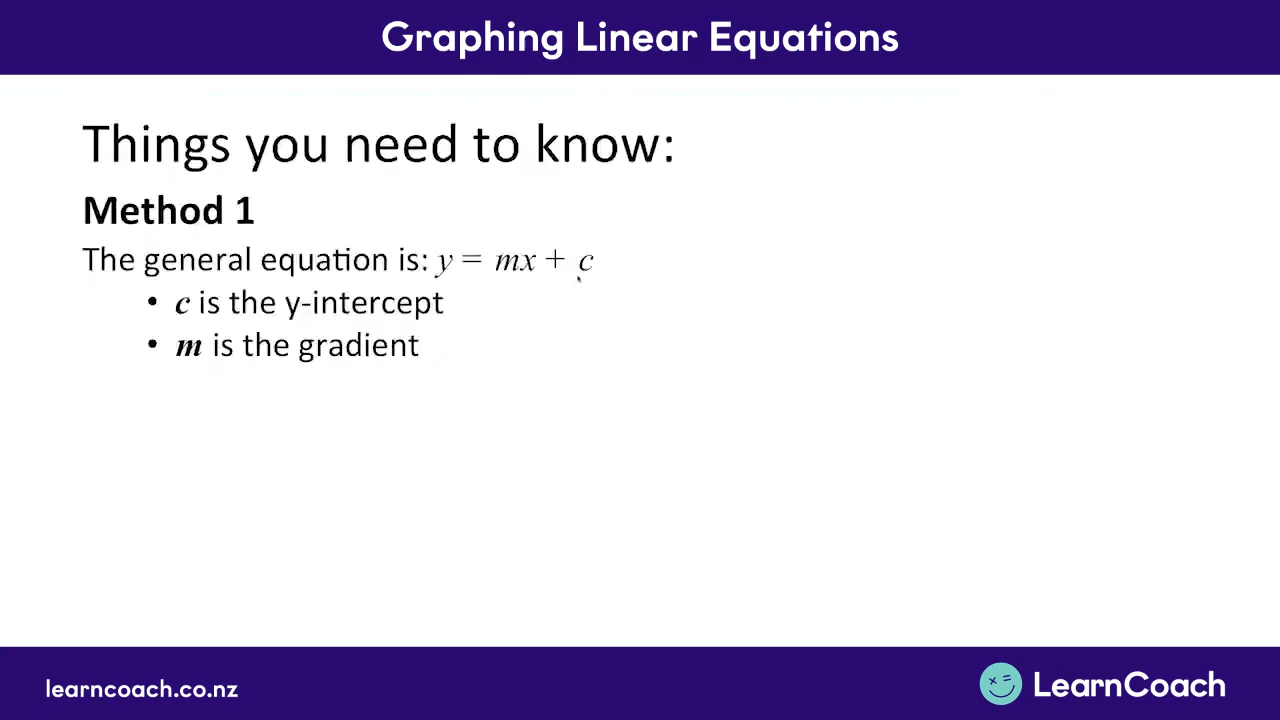 Graphing Linear Equations
Things you need to know:
Method 1
The general equation is: y = mx + c
• c is the y-intercept
• m is the gradient
learncoach.co.nz
LearnCoach